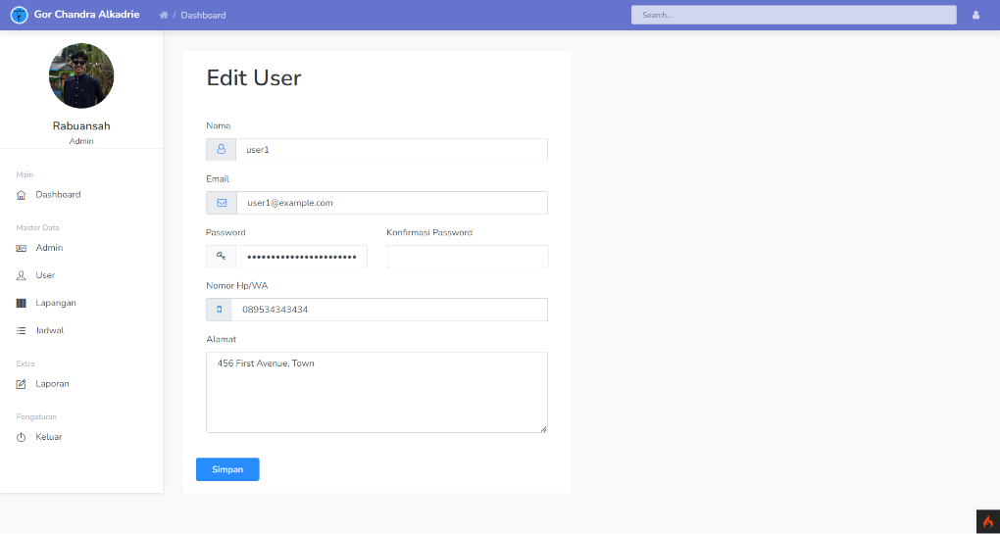 Gor Chandra Alkadrie
/ Dashboard
Search...
Rabuansah
Admin
Main
Dashboard
Master Data
Admin
User
Lapangan
Jadwal
Extra
Laporan
Pengaturan
Keluar
Edit User
Nama
user1
Email
user1@example.com
Password Konfirmasi Password
•••••••••••••••••••••••
Nomor Hp/WA
089534343434
Alamat
456 First Avenue, Town
Simpan